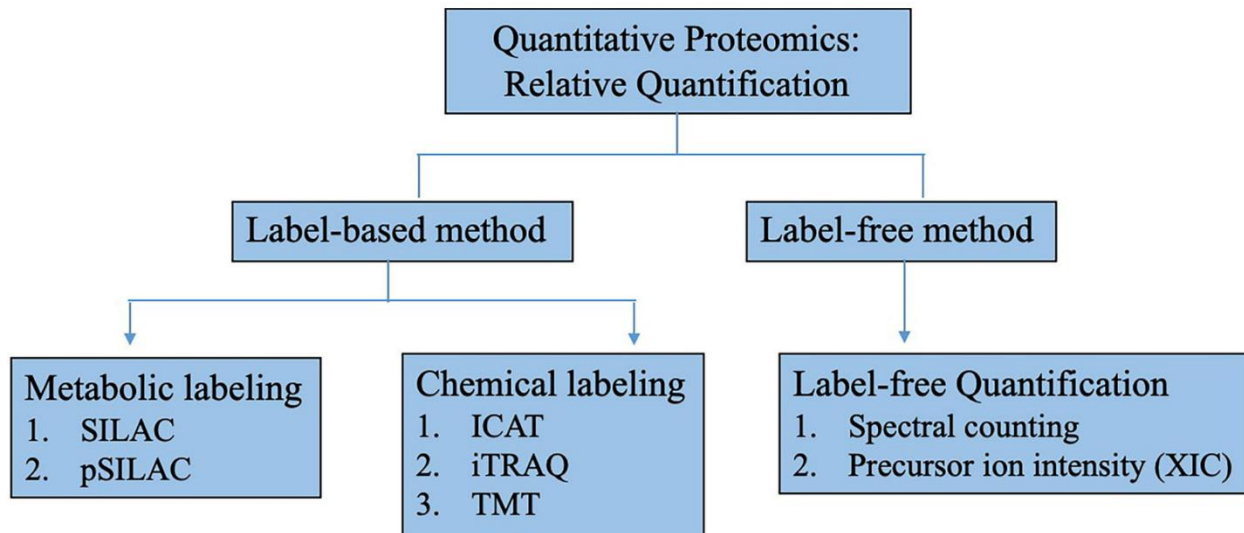 Quantitative Proteomics:
Relative Quantification
Label-based method
Label-free method
Metabolic labeling
1. SILAC
2. pSILAC
Chemical labeling
1. ICAT
2. iTRAQ
3. TMT
Label-free Quantification
1. Spectral counting
2. Precursor ion intensity (XIC)